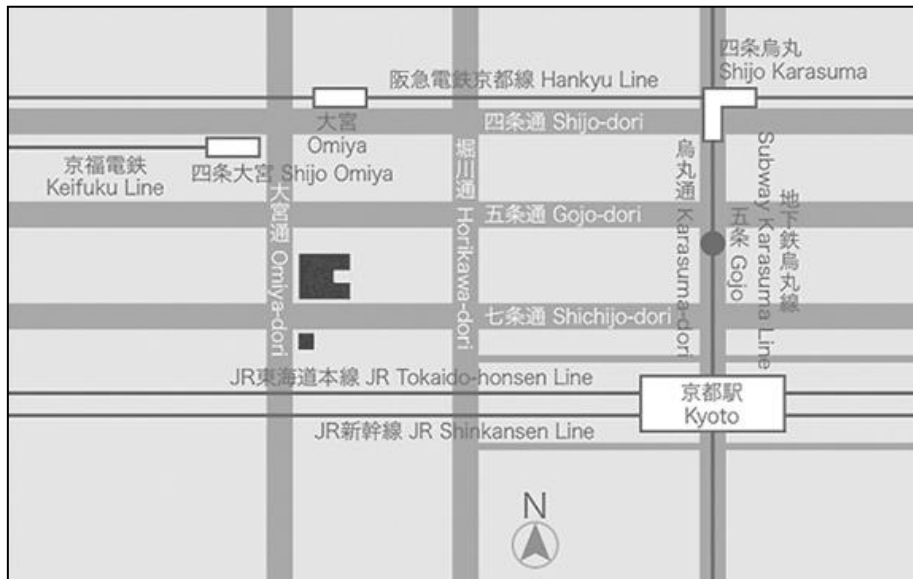 四条烏丸
Shijo Karasuma
阪急電鉄京都線 Hankyu Line
四条通 Shijo-dori
大宮
Omiya
京福電鉄
Keifuku Line
四条大宮 Shijo Omiya
大宮通 Omiya-dori
堀川通 Horikawa-dori
烏丸通 Karasuma-dori
五条 Gojo
Subway Karasuma Line
地下鉄烏丸線
五条通 Gojo-dori
七条通 Shichijo-dori
JR東海道本線 JR Tokaido-honsen Line
京都駅
Kyoto
JR新幹線 JR Shinkansen Line
N